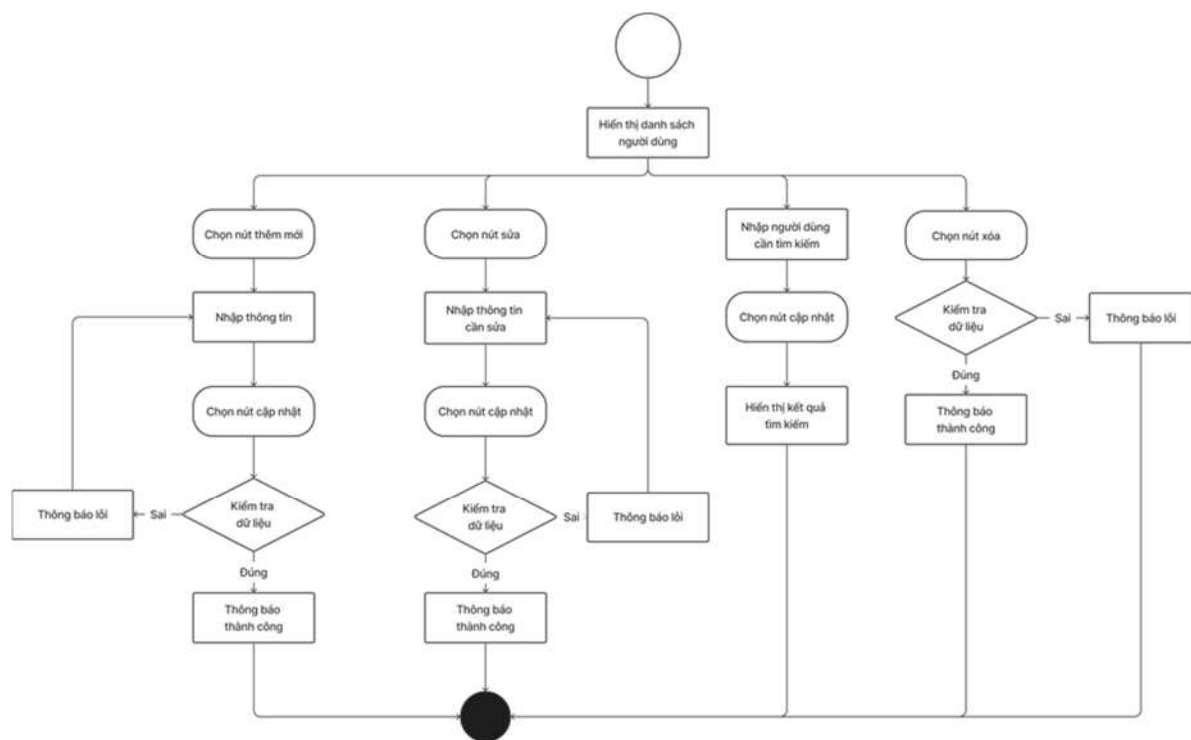 Hiển thị danh sách
người dùng
Chọn nút thêm mới
Chọn nút sửa
Nhập người dùng
cần tìm kiếm
Chọn nút xóa
Nhập thông tin
Nhập thông tin
cần sửa
Chọn nút cập nhật
Kiểm tra
dữ liệu
Sai
Thông báo lỗi
Đúng
Chọn nút cập nhật
Chọn nút cập nhật
Hiển thị kết quả
tìm kiếm
Thông báo
thành công
Thông báo lỗi
Sai
Kiểm tra
dữ liệu
Kiểm tra
dữ liệu
Sai
Thông báo lỗi
Đúng
Đúng
Thông báo
thành công
Thông báo
thành công